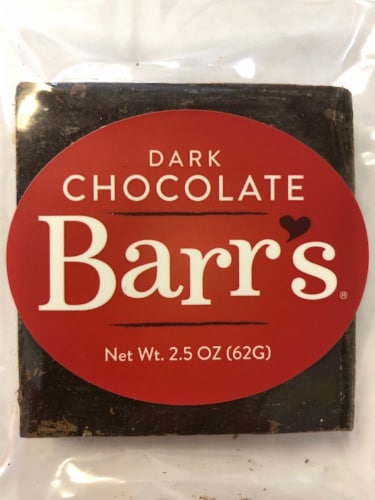 DARK
CHOCOLATE
Barr's®
Net Wt. 2.5 OZ (62G)